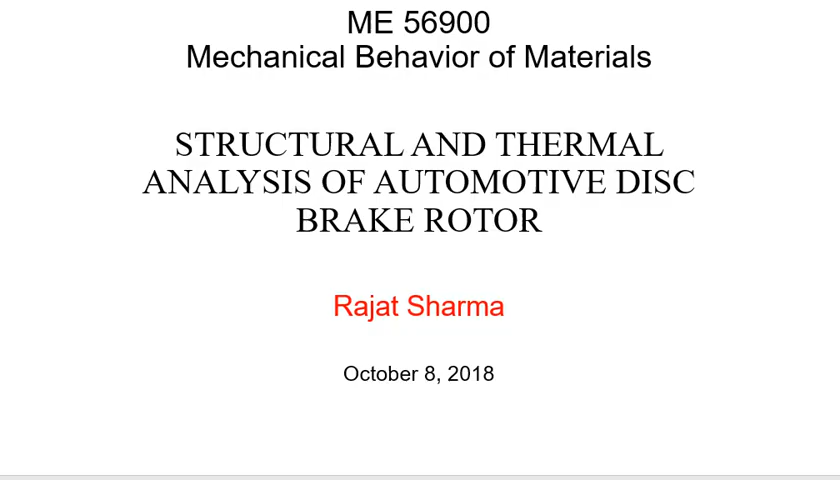 ME 56900
Mechanical Behavior of Materials
STRUCTURAL AND THERMAL
ANALYSIS OF AUTOMOTIVE DISC
BRAKE ROTOR
Rajat Sharma
October 8, 2018